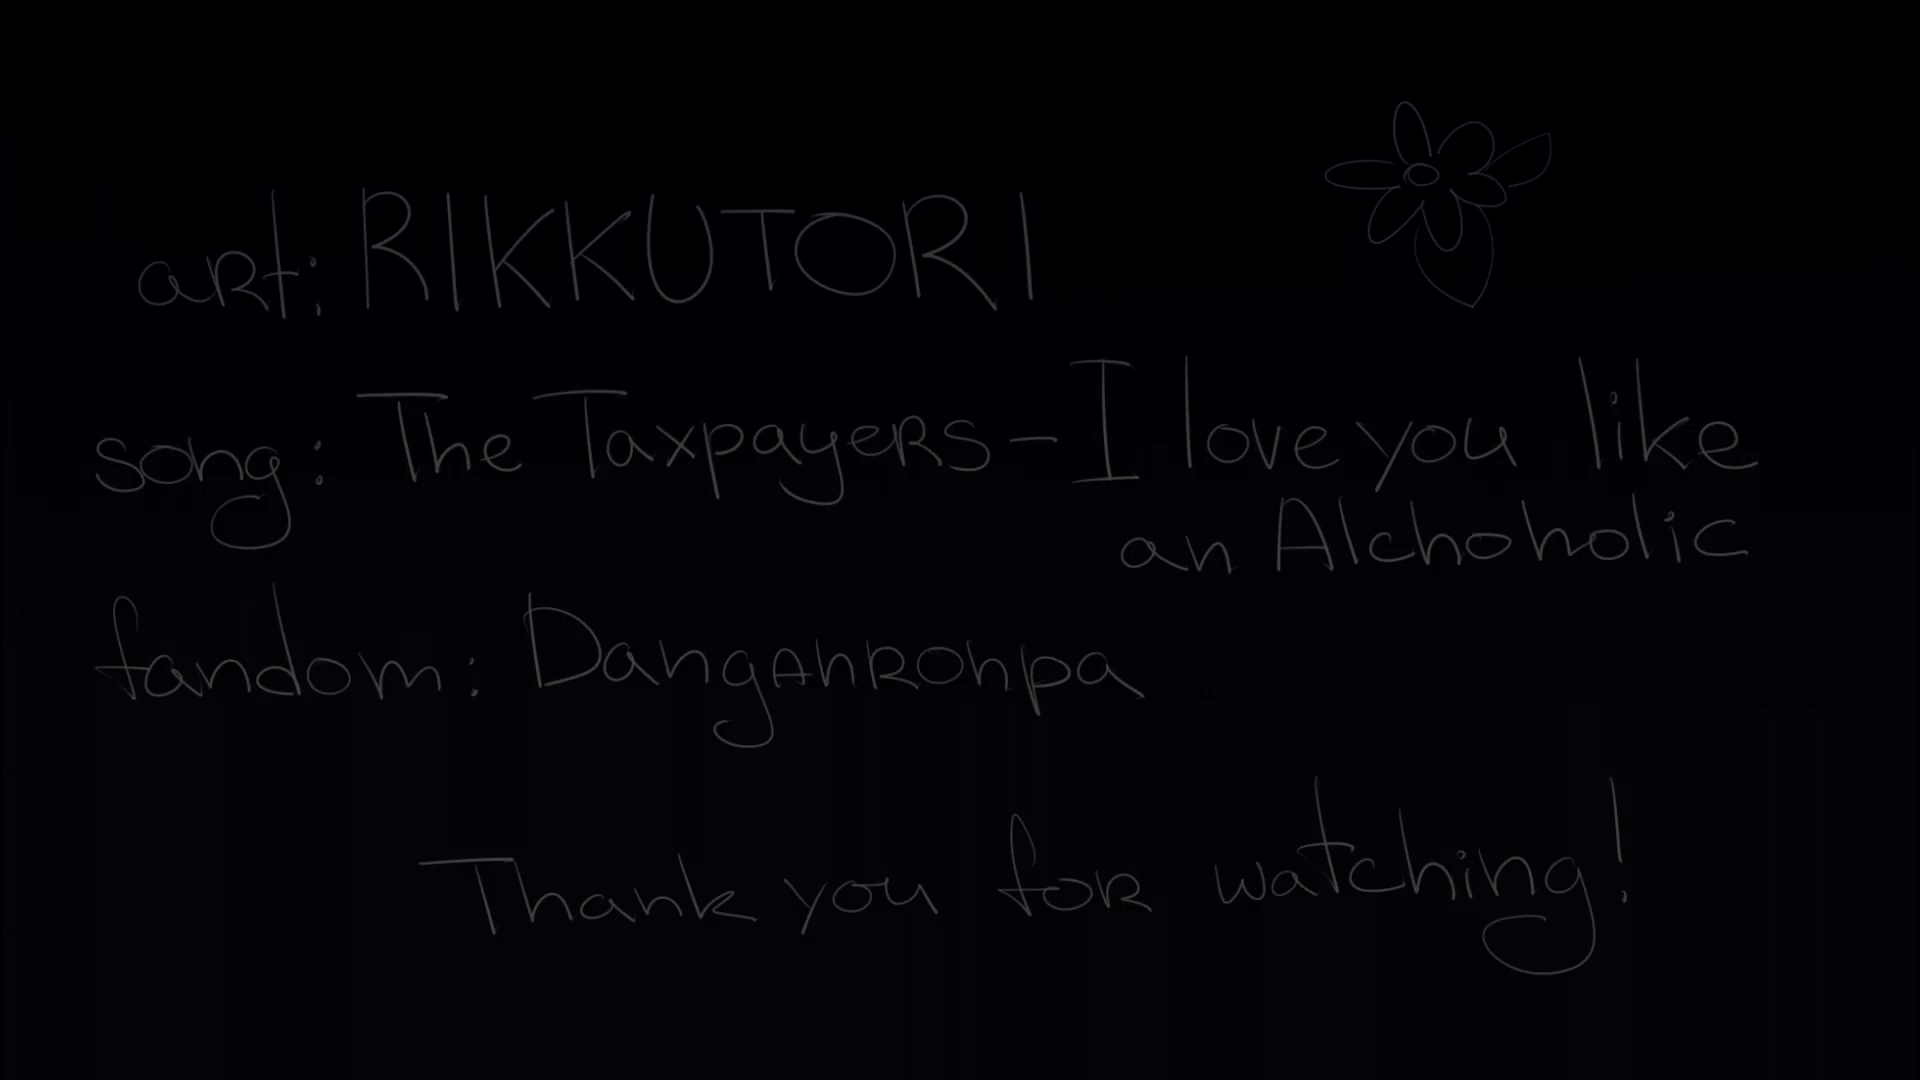 art: RIKKUTORI
song: The Taxpayers - I love you like
an Alchoholic
fandom: Danganronpa
Thank you for watching!